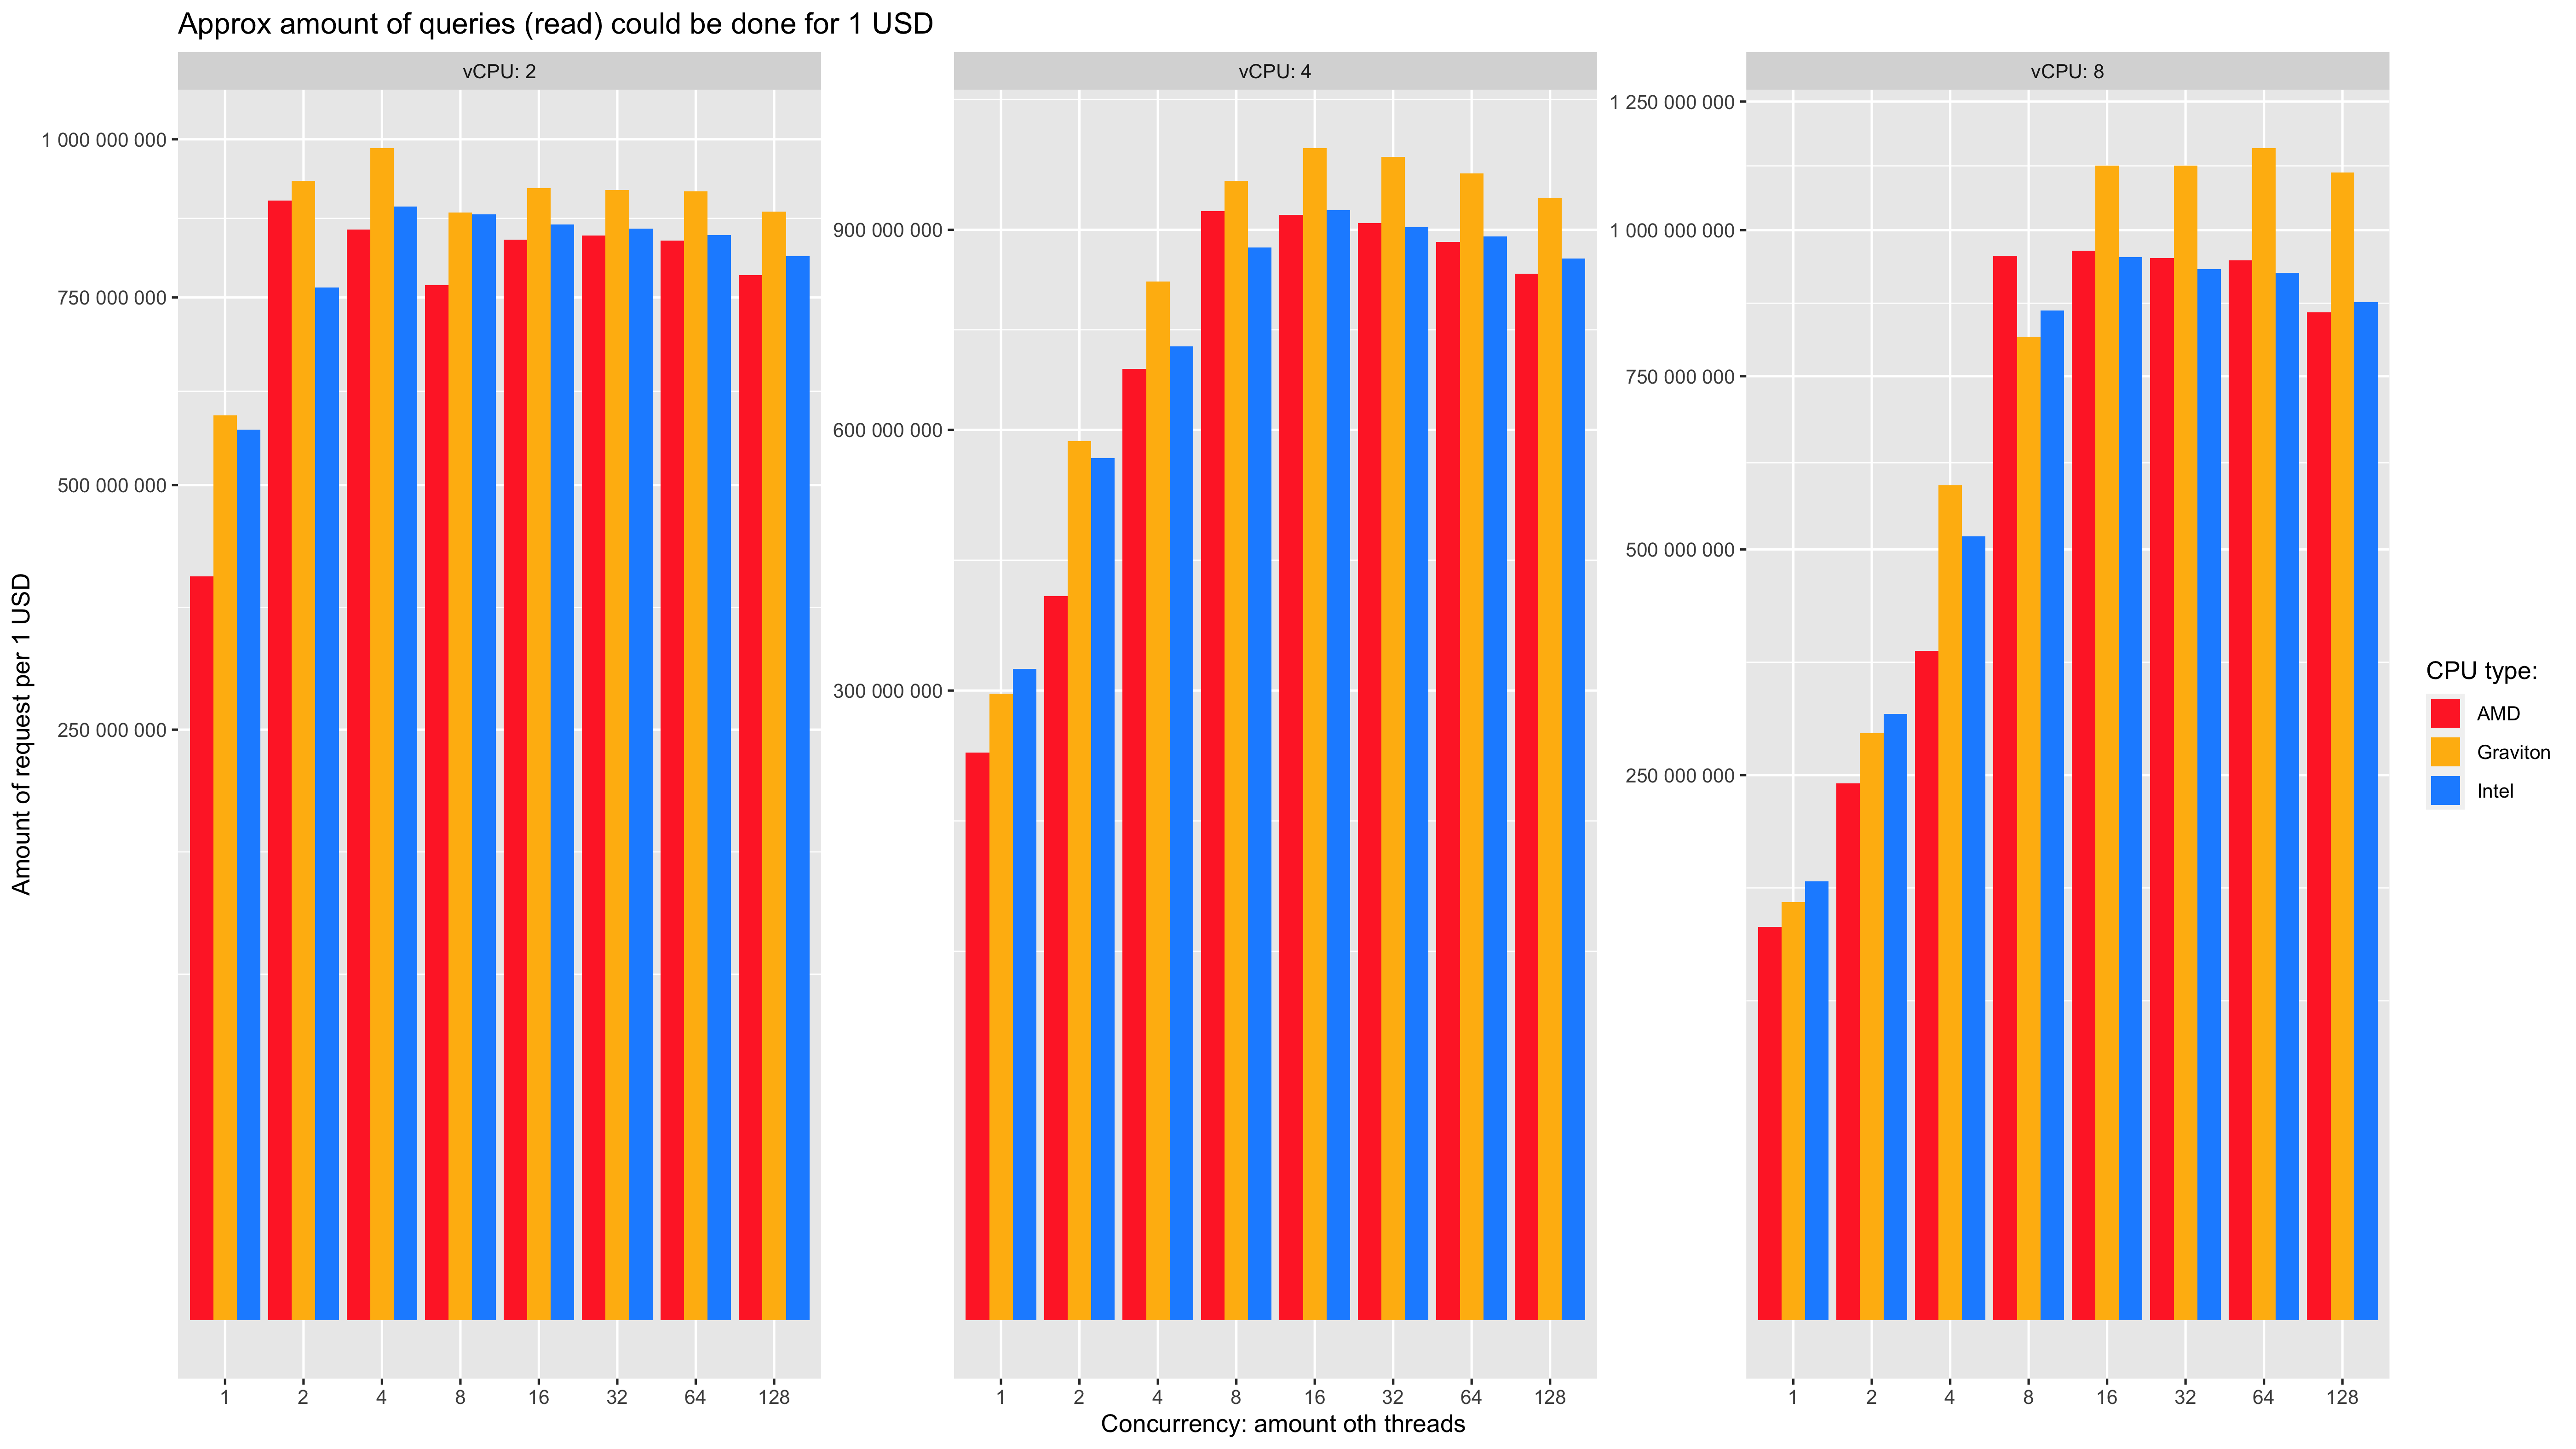 Approx amount of queries (read) could be done for 1 USD
vCPU: 2
vCPU: 4
vCPU: 8
Amount of request per 1 USD
1 000 000 000
750 000 000
500 000 000
250 000 000
900 000 000
600 000 000
300 000 000
1 250 000 000
1 000 000 000
750 000 000
500 000 000
250 000 000
1 2 4 8 16 32 64 128
1 2 4 8 16 32 64 128
1 2 4 8 16 32 64 128
Concurrency: amount oth threads
CPU type:
AMD
Graviton
Intel